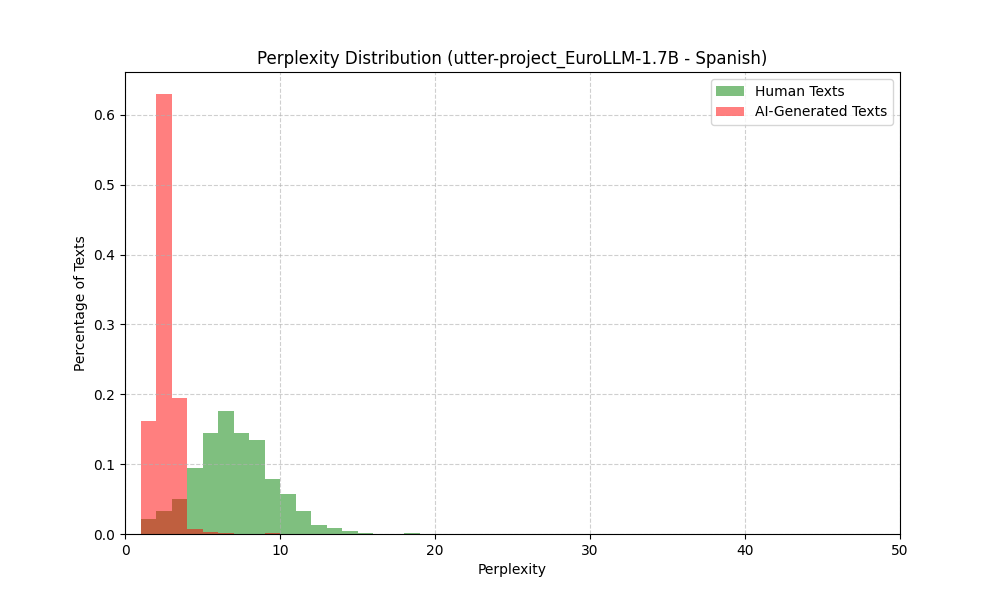 Perplexity Distribution (utter-project_EuroLLM-1.7B - Spanish)
Human Texts
AI-Generated Texts
Percentage of Texts
0.6
0.5
0.4
0.3
0.2
0.1
0.0
0 10 20 30 40 50
Perplexity